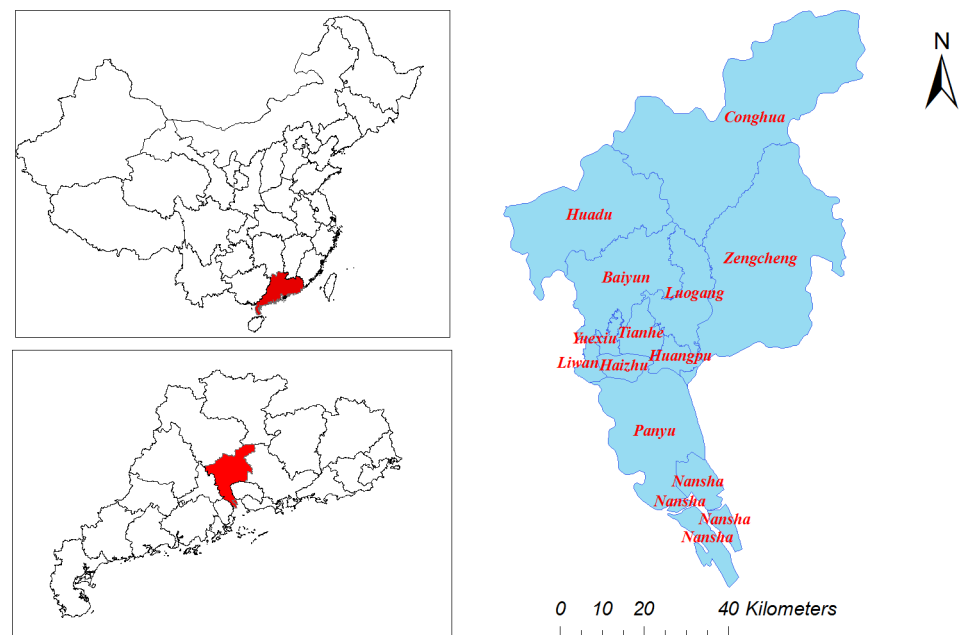 N
Conghua
Huadu
Zengcheng
Baiyun
Luogang
Tianhe
Yuexiu
Huangpu
Liwan
Haizhu
Panyu
Nansha
Nansha
Nansha
Nansha
0 10 20 40 Kilometers